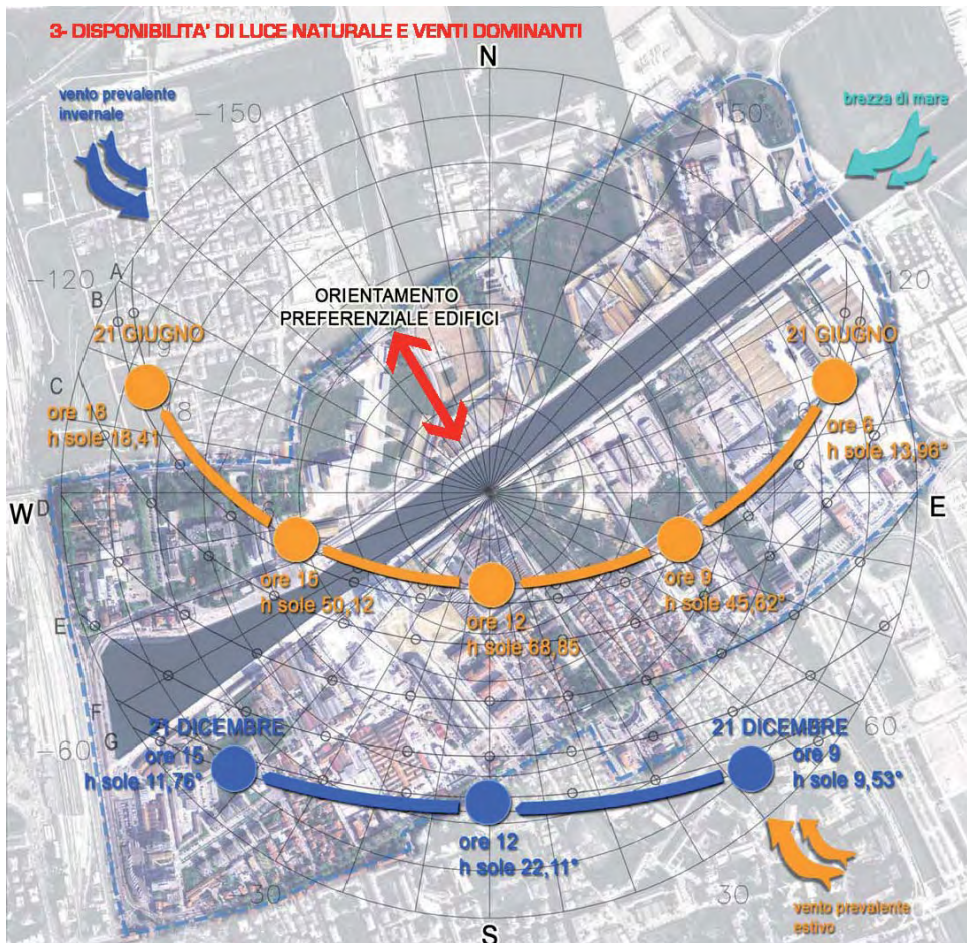 3- DISPONIBILITA' DI LUCE NATURALE E VENTI DOMINANTI
N
vento prevalente
invernale
brezza di mare
-150
150
-120
120
A
B
C
D
E
F
G
ORIENTAMENTO
PREFERENZIALE EDIFICI
21 GIUGNO
ore 18
h sole 18,41
21 GIUGNO
ore 6
h sole 13,96°
W
E
ore 15
h sole 50,12
ore 12
h sole 68,85
ore 9
h sole 45,62°
21 DICEMBRE
ore 15
h sole 11,76°
21 DICEMBRE
ore 9
h sole 9,53°
-60
60
ore 12
h sole 22,11°
-30
30
vento prevalente
estivo
S